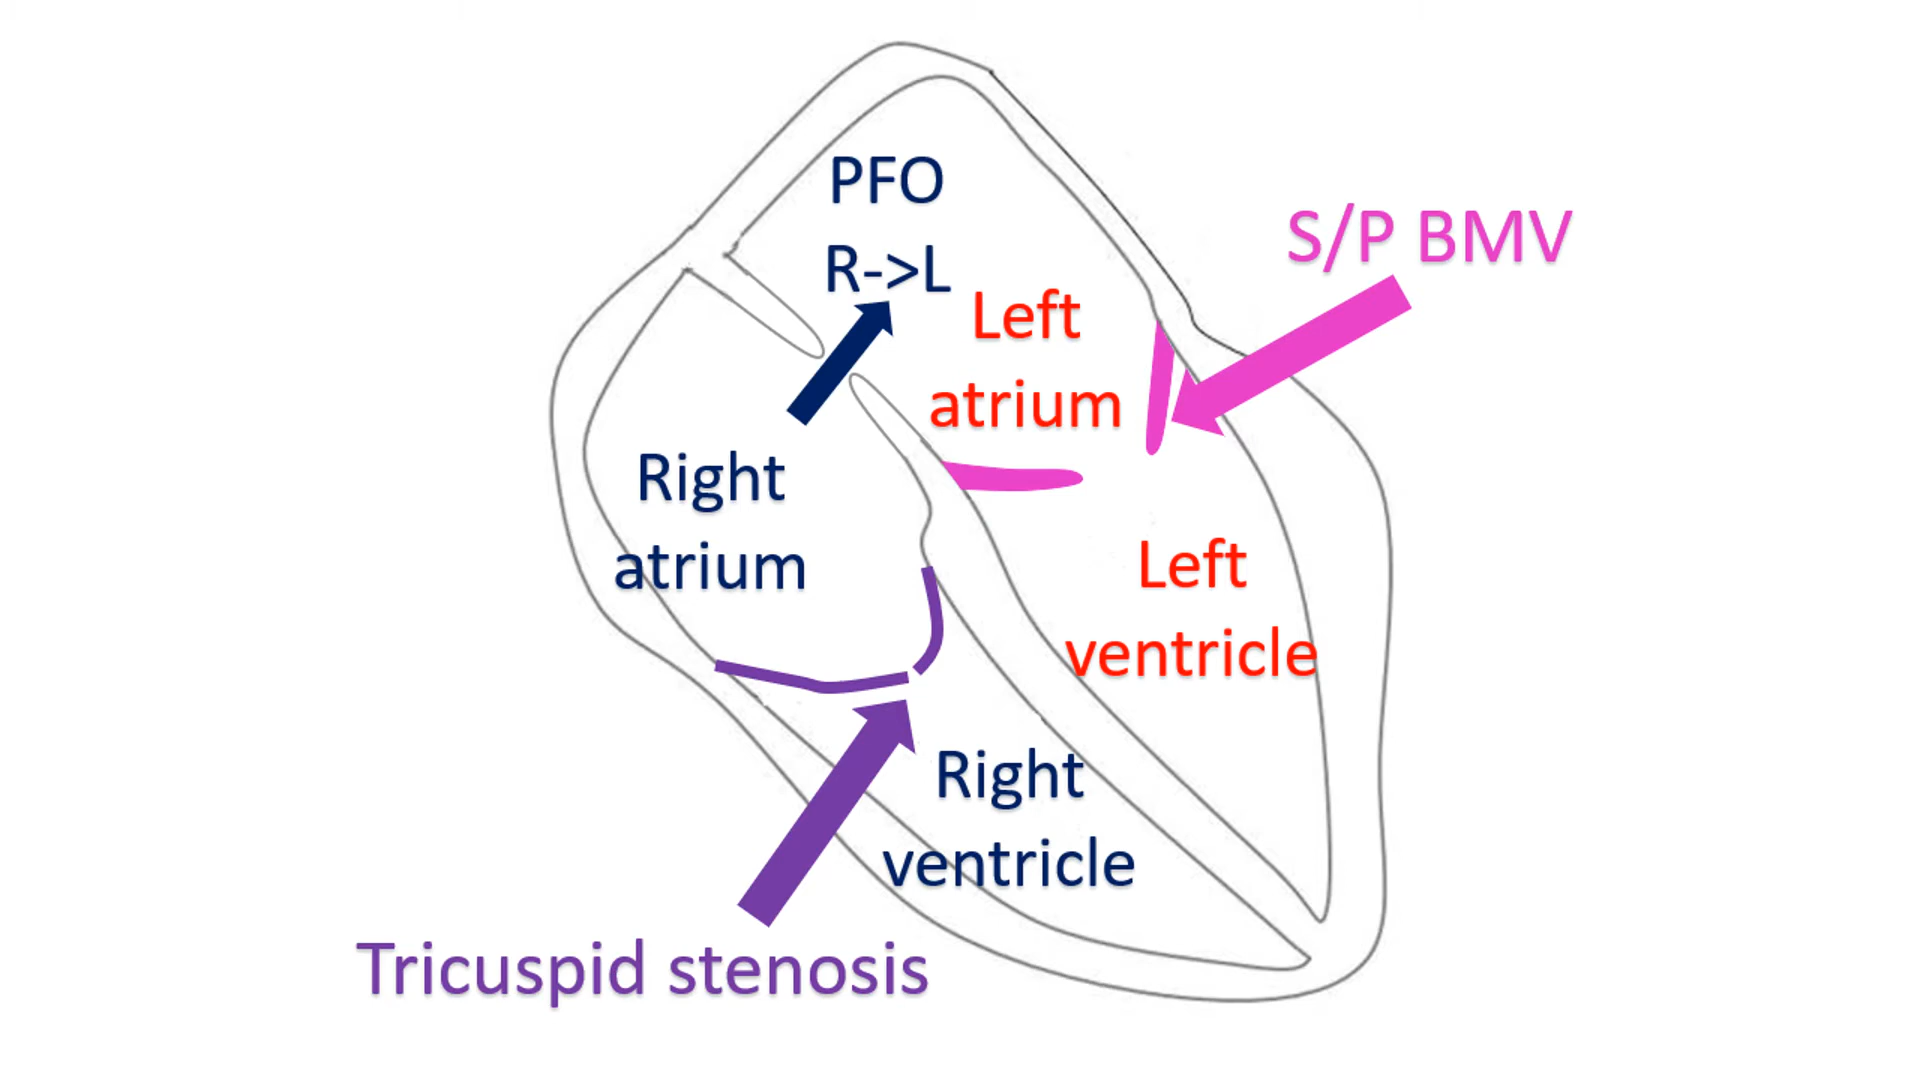 PFO
R->L
S/P BMV
Left
atrium
Right
atrium
Left
ventricle
Right
ventricle
Tricuspid stenosis